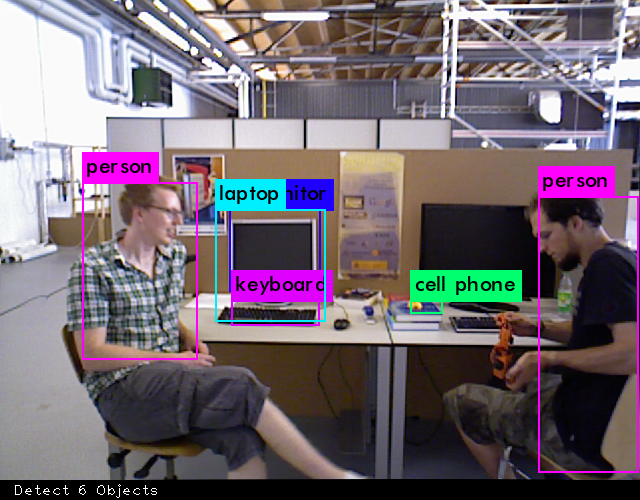 person
laptop
nitor
person
keyboard
cell phone
Detect 6 Objects